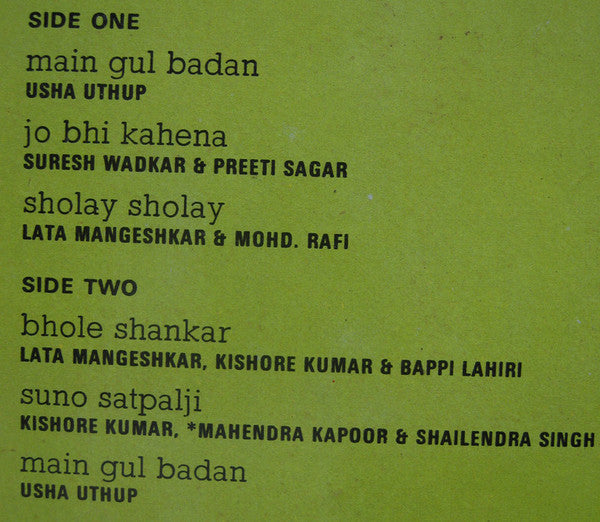 SIDE ONE
main gul badan
USHA UTHUP
jo bhi kahena
SURESH WADKAR & PREETI SAGAR
sholay sholay
LATA MANGESHKAR & MOHD. RAFI
SIDE TWO
bhole shankar
LATA MANGESHKAR, KISHORE KUMAR & BAPPI LAHIRI
suno satpalji
KISHORE KUMAR, *MAHENDRA KAPOOR & SHAILENDRA SINGH
main gul badan
USHA UTHUP